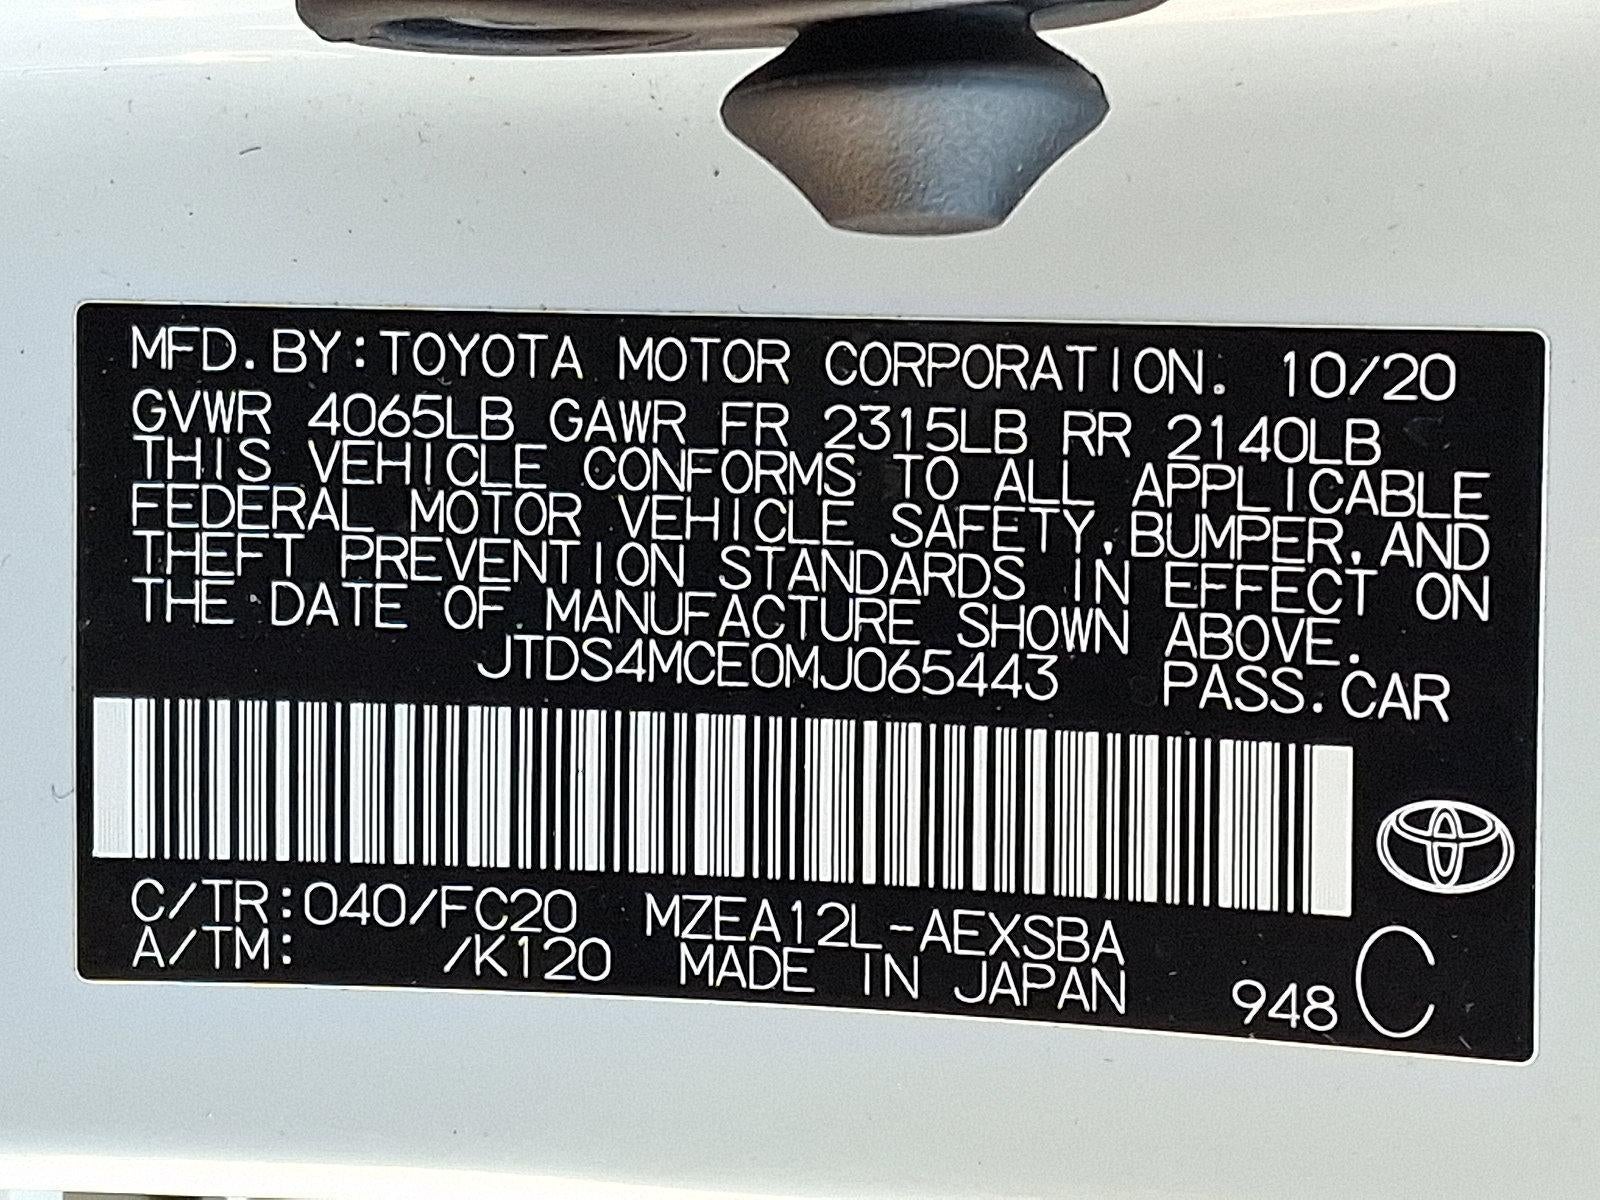 MFD. BY: TOYOTA MOTOR CORPORATION. 10/20
GVWR 4065LB GAWR FR 2315LB RR 2140LB
THIS VEHICLE CONFORMS TO ALL APPLICABLE
FEDERAL MOTOR VEHICLE SAFETY, BUMPER, AND
THEFT PREVENTION STANDARDS IN EFFECT ON
THE DATE OF MANUFACTURE SHOWN ABOVE.
JTDS4MCE0MJ065443 PASS. CAR
C/TR: 040/FC20 MZEA12L-AEXSBA
A/TM: /K120 MADE IN JAPAN 948 C